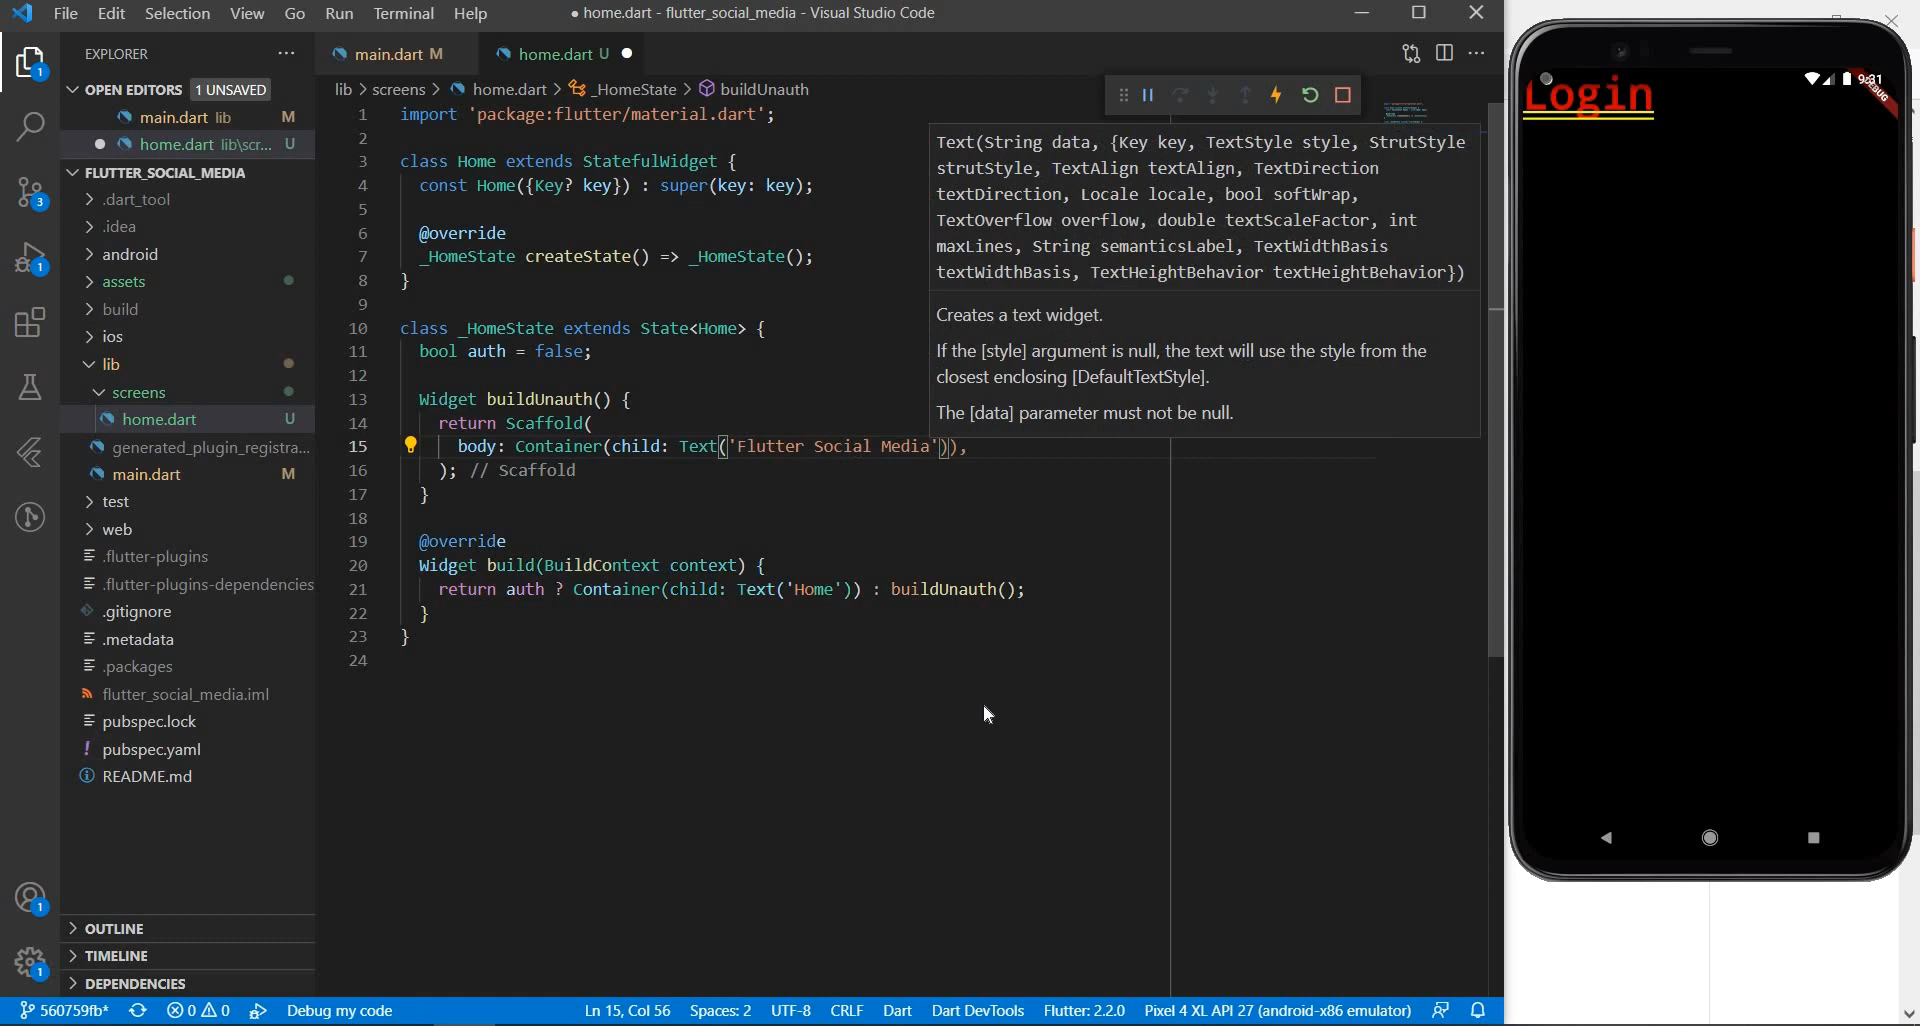 File Edit Selection View Go Run Terminal Help
● home.dart - flutter_social_media - Visual Studio Code
EXPLORER
OPEN EDITORS 1 UNSAVED
main.dart lib M
home.dart lib\scr... U
FLUTTER_SOCIAL_MEDIA
.dart_tool
.idea
android
assets
build
ios
lib
screens
home.dart U
generated_plugin_registra...
main.dart M
test
web
.flutter-plugins
.flutter-plugins-dependencies
.gitignore
.metadata
.packages
flutter_social_media.iml
pubspec.lock
pubspec.yaml
README.md
OUTLINE
TIMELINE
DEPENDENCIES
1
3
1
1
1
main.dart M
home.dart U
lib > screens > home.dart > _HomeState > buildUnauth
1 import 'package:flutter/material.dart';
2
3 class Home extends StatefulWidget {
4 const Home({Key? key}) : super(key: key);
5
6 @override
7 _HomeState createState() => _HomeState();
8 }
9
10 class _HomeState extends State<Home> {
11 bool auth = false;
12
13 Widget buildUnauth() {
14 return Scaffold(
15 body: Container(child: Text('Flutter Social Media')),
16 ); // Scaffold
17 }
18
19 @override
20 Widget build(BuildContext context) {
21 return auth ? Container(child: Text('Home')) : buildUnauth();
22 }
23 }
24
Text(String data, {Key key, TextStyle style, StrutStyle
strutStyle, TextAlign textAlign, TextDirection
textDirection, Locale locale, bool softWrap,
TextOverflow overflow, double textScaleFactor, int
maxLines, String semanticsLabel, TextWidthBasis
textWidthBasis, TextHeightBehavior textHeightBehavior})
Creates a text widget.
If the [style] argument is null, the text will use the style from the
closest enclosing [DefaultTextStyle].
The [data] parameter must not be null.
560759fb* 0 0 Debug my code
Ln 15, Col 56 Spaces: 2 UTF-8 CRLF Dart Dart DevTools Flutter: 2.2.0 Pixel 4 XL API 27 (android-x86 emulator)
9:31
DEBUG
Login